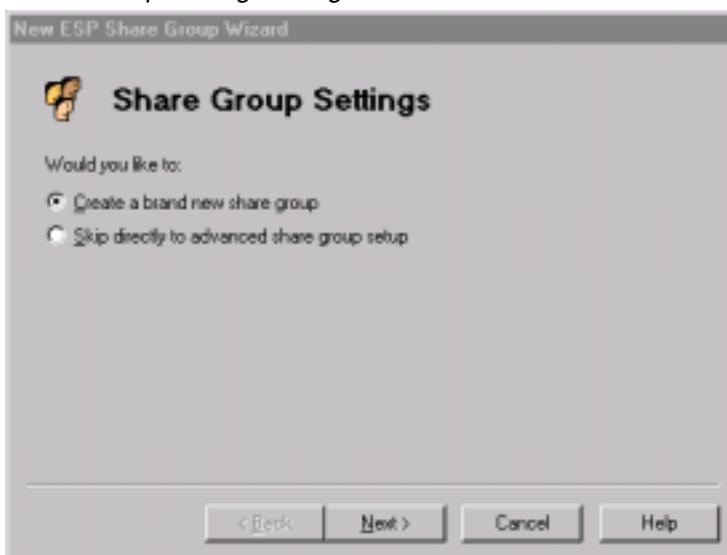 New ESP Share Group Wizard
Share Group Settings
Would you like to:
Create a brand new share group
Skip directly to advanced share group setup
< Back
Next >
Cancel
Help